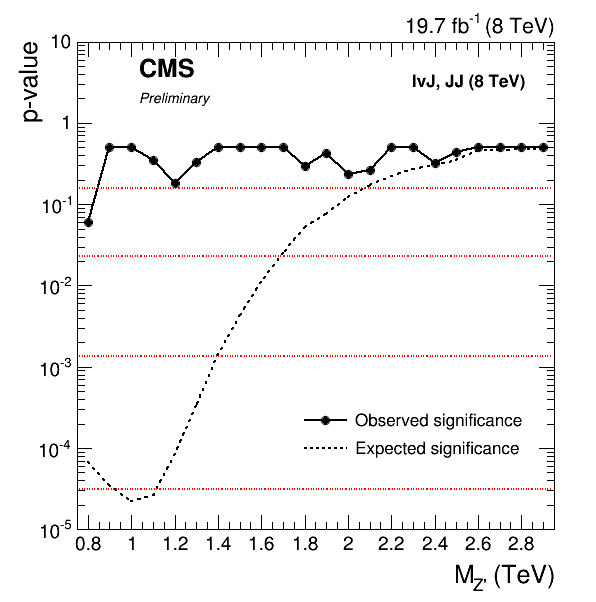 19.7 fb⁻¹ (8 TeV)
10
CMS
Preliminary
lvJ, JJ (8 TeV)
p-value
1
10⁻¹
10⁻²
10⁻³
10⁻⁴
10⁻⁵
Observed significance
Expected significance
0.8 1 1.2 1.4 1.6 1.8 2 2.2 2.4 2.6 2.8
M_Z' (TeV)